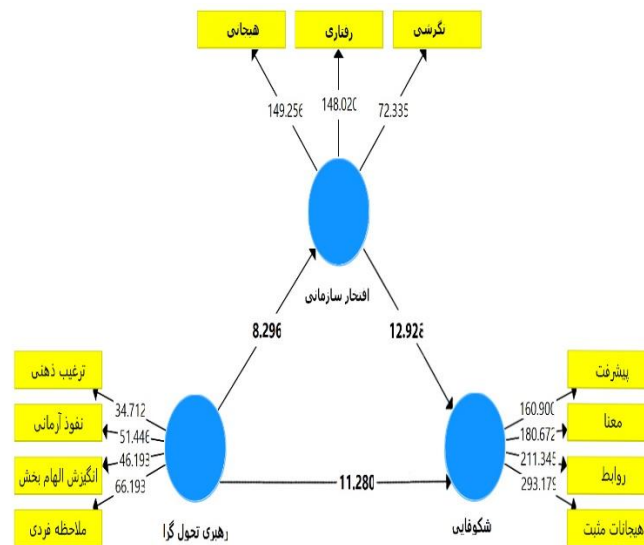 هیجانی
رفتاری
نگرشی
149.256
148.020
72.335
افتخار سازمانی
8.296
12.928
ترغیب ذهنی
نفوذ آرمانی
انگیزش الهام بخش
ملاحظه فردی
34.712
51.446
46.193
66.193
رهبری تحول گرا
11.280
شکوفایی
160.900
180.672
211.345
293.179
پیشرفت
معنا
روابط
هیجانات مثبت